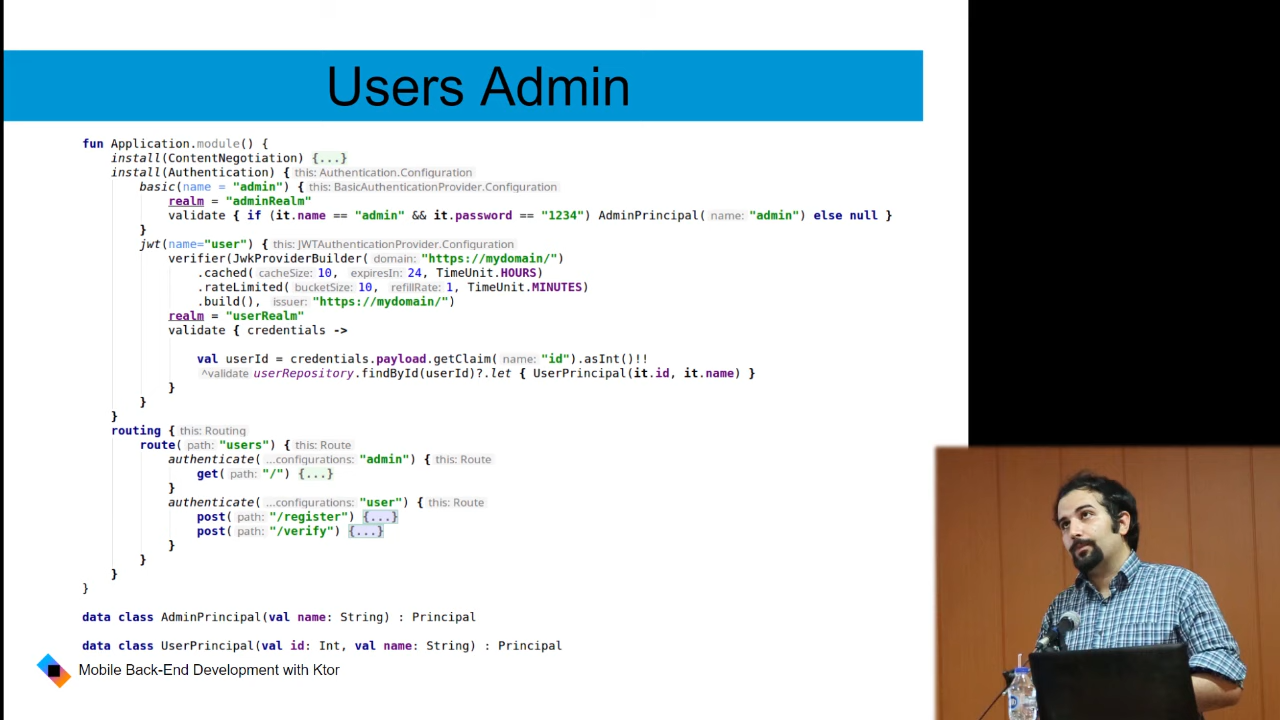 Users Admin
fun Application.module() {
install(ContentNegotiation) {...}
install(Authentication) { this: Authentication.Configuration
basic(name = "admin") { this: BasicAuthenticationProvider.Configuration
realm = "adminRealm"
validate { if (it.name == "admin" && it.password == "1234") AdminPrincipal( name: "admin") else null }
}
jwt(name="user") { this: JWTAuthenticationProvider.Configuration
verifier(JwkProviderBuilder( domain: "https://mydomain/")
.cached( cacheSize: 10, expiresIn: 24, TimeUnit.HOURS)
.rateLimited( bucketSize: 10, refillRate: 1, TimeUnit.MINUTES)
.build(), issuer: "https://mydomain/")
realm = "userRealm"
validate { credentials ->
val userId = credentials.payload.getClaim( name: "id").asInt()!!
^validate userRepository.findById(userId)?.let { UserPrincipal(it.id, it.name) }
}
}
}
routing { this: Routing
route( path: "users") { this: Route
authenticate( ...configurations: "admin") { this: Route
get( path: "/") {...}
}
authenticate( ...configurations: "user") { this: Route
post( path: "/register") {...}
post( path: "/verify") {...}
}
}
}
}
data class AdminPrincipal(val name: String) : Principal
data class UserPrincipal(val id: Int, val name: String) : Principal
Mobile Back-End Development with Ktor